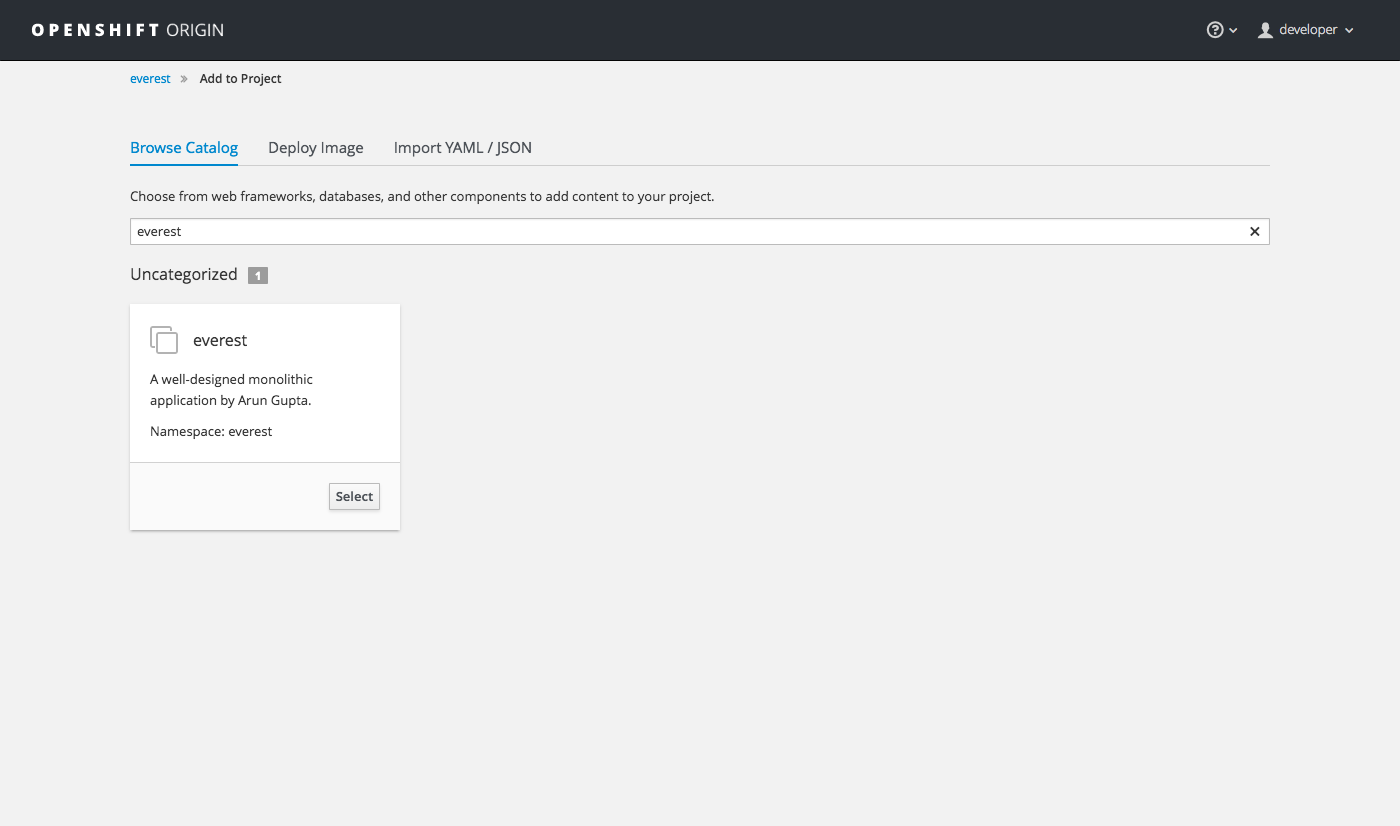 OPENSHIFT ORIGIN
developer
everest » Add to Project
Browse Catalog Deploy Image Import YAML / JSON
Choose from web frameworks, databases, and other components to add content to your project.
everest
Uncategorized 1
everest
A well-designed monolithic
application by Arun Gupta.
Namespace: everest
Select